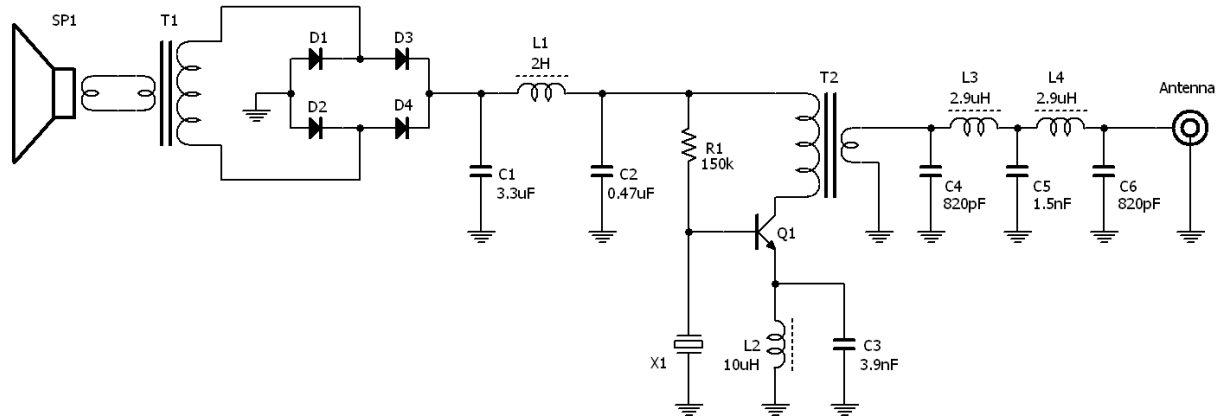 SP1
T1
D1
D3
D2
D4
L1
2H
C1
3.3uF
C2
0.47uF
R1
150k
T2
Q1
X1
L2
10uH
C3
3.9nF
L3
2.9uH
L4
2.9uH
C4
820pF
C5
1.5nF
C6
820pF
Antenna